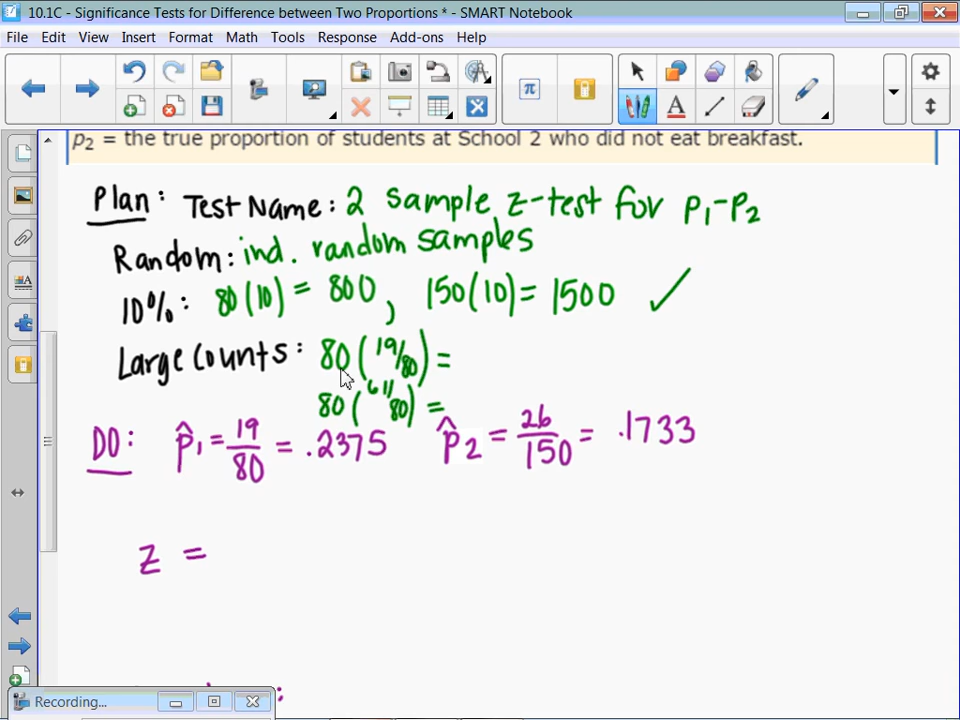 10.1C - Significance Tests for Difference between Two Proportions * - SMART Notebook
File Edit View Insert Format Math Tools Response Add-ons Help
p₂ = the true proportion of students at School 2 who did not eat breakfast.
Plan: Test Name: 2 sample z-test for p₁-p₂
Random: ind. random samples
10%: 80(10) = 800, 150(10) = 1500 ✓
Large Counts: 80(19/80) =
80(61/80) =
DO: p̂₁ = 19/80 = .2375 p̂₂ = 26/150 = .1733
z =
Recording...